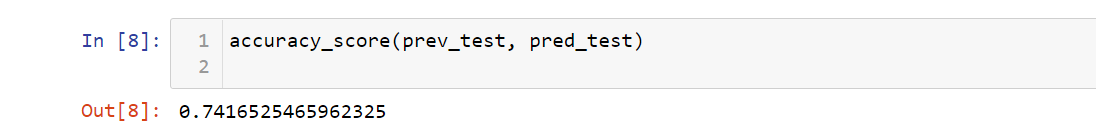 In [8]: 1 accuracy_score(prev_test, pred_test)
2
Out[8]: 0.7416525465962325